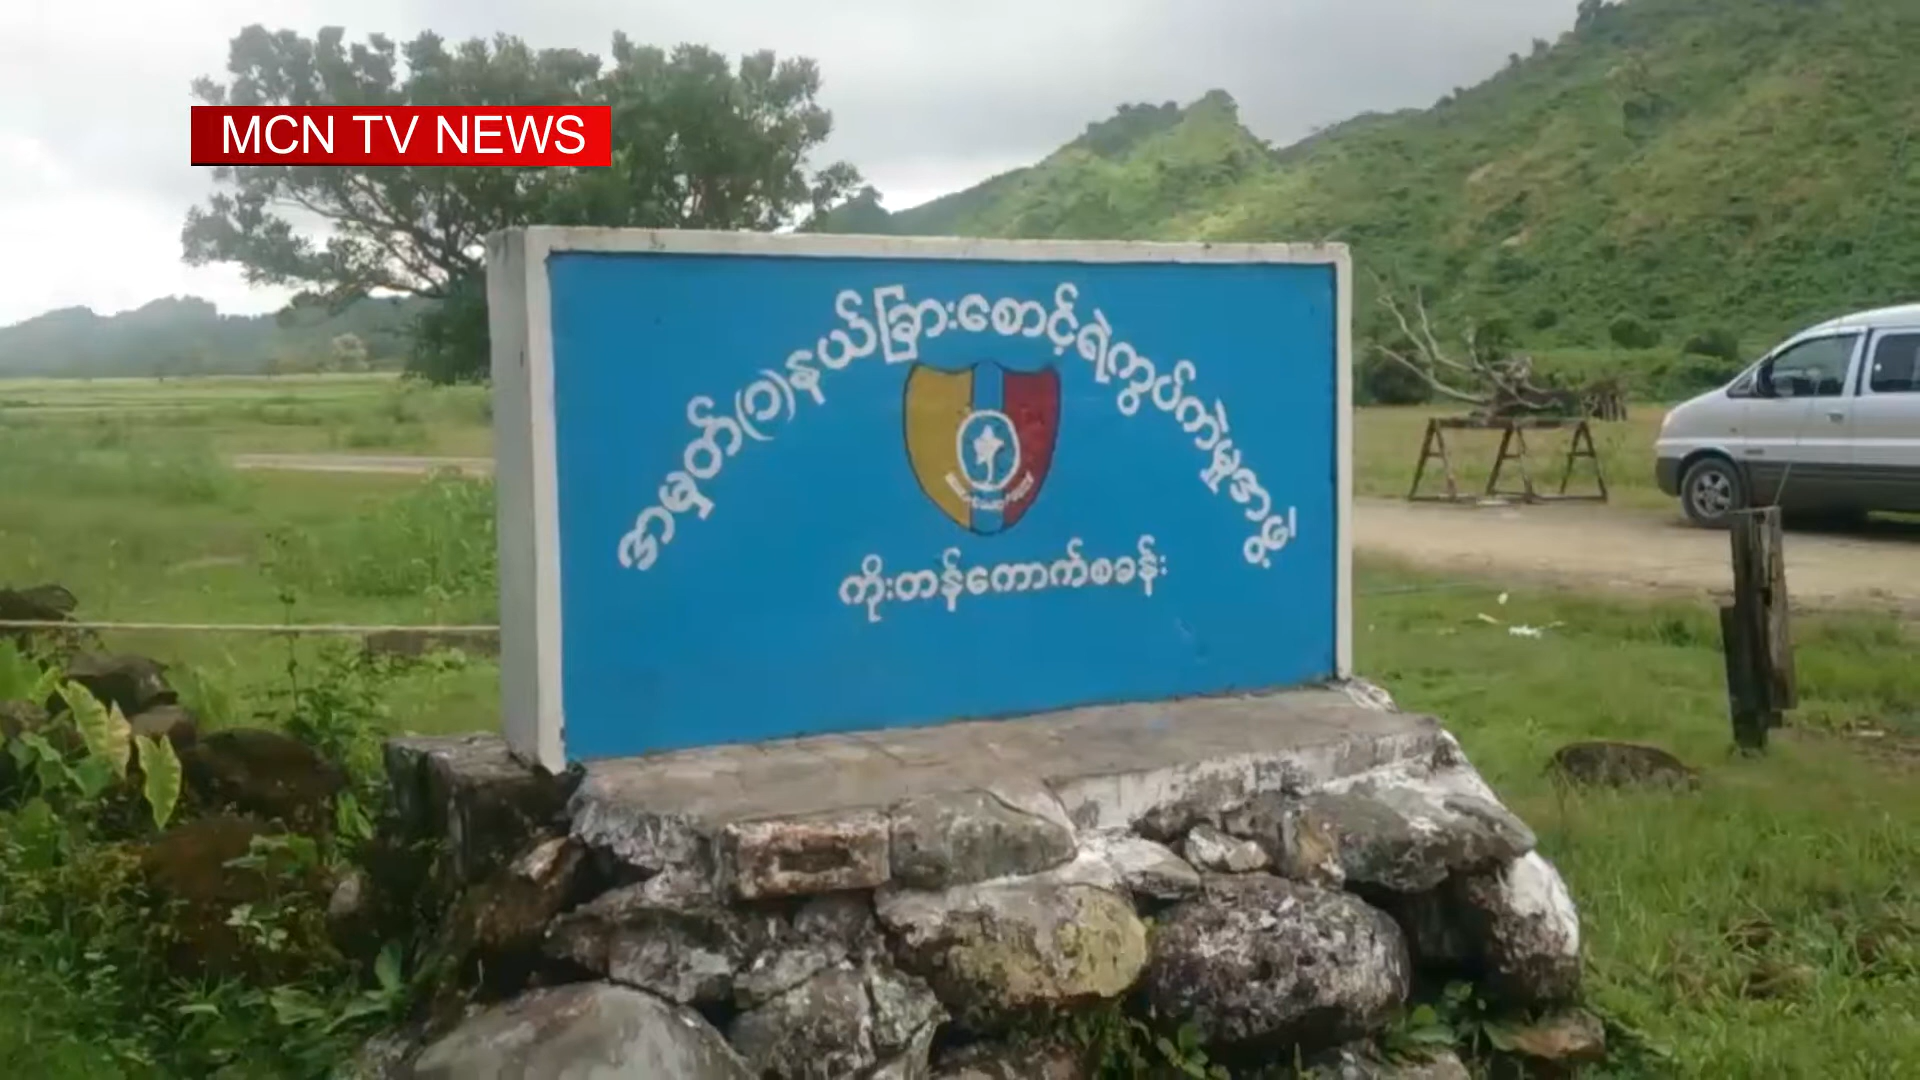 MCN TV NEWS
အမှတ်(၁)နယ်ခြားစောင့်ရဲကွပ်ကဲမှုအဖွဲ့
ကိုးတန်ကောက်စခန်း